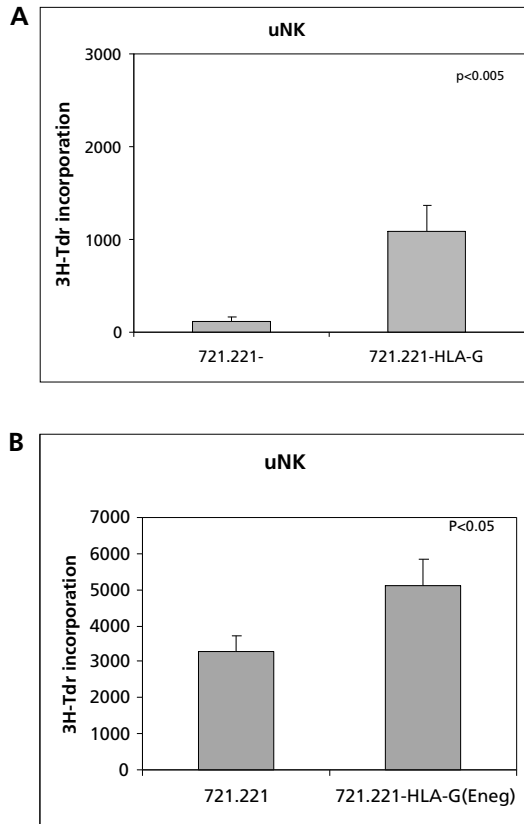 A
uNK
p<0.005
3H-Tdr incorporation
3000
2000
1000
0
721.221-
721.221-HLA-G
B
uNK
P<0.05
3H-Tdr incorporation
7000
6000
5000
4000
3000
2000
1000
0
721.221
721.221-HLA-G(Eneg)